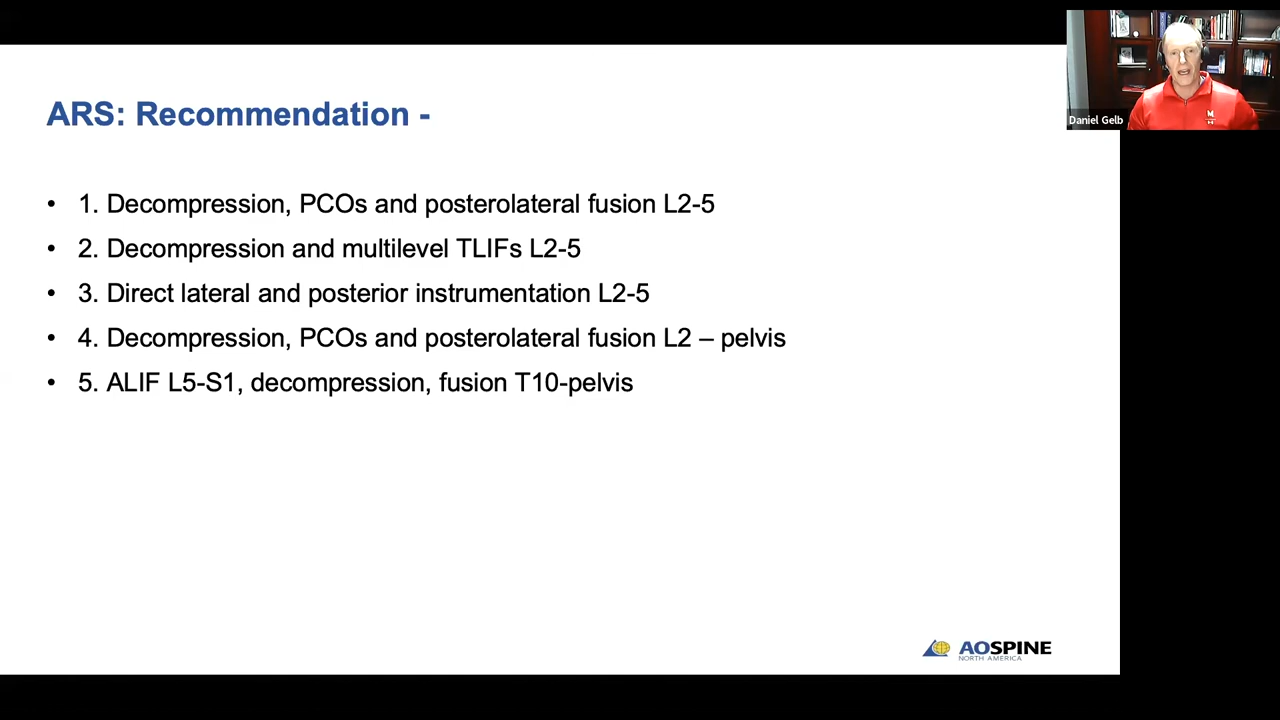 ARS: Recommendation -
• 1. Decompression, PCOs and posterolateral fusion L2-5
• 2. Decompression and multilevel TLIFs L2-5
• 3. Direct lateral and posterior instrumentation L2-5
• 4. Decompression, PCOs and posterolateral fusion L2 – pelvis
• 5. ALIF L5-S1, decompression, fusion T10-pelvis
Daniel Gelb
AOSPINE
NORTH AMERICA